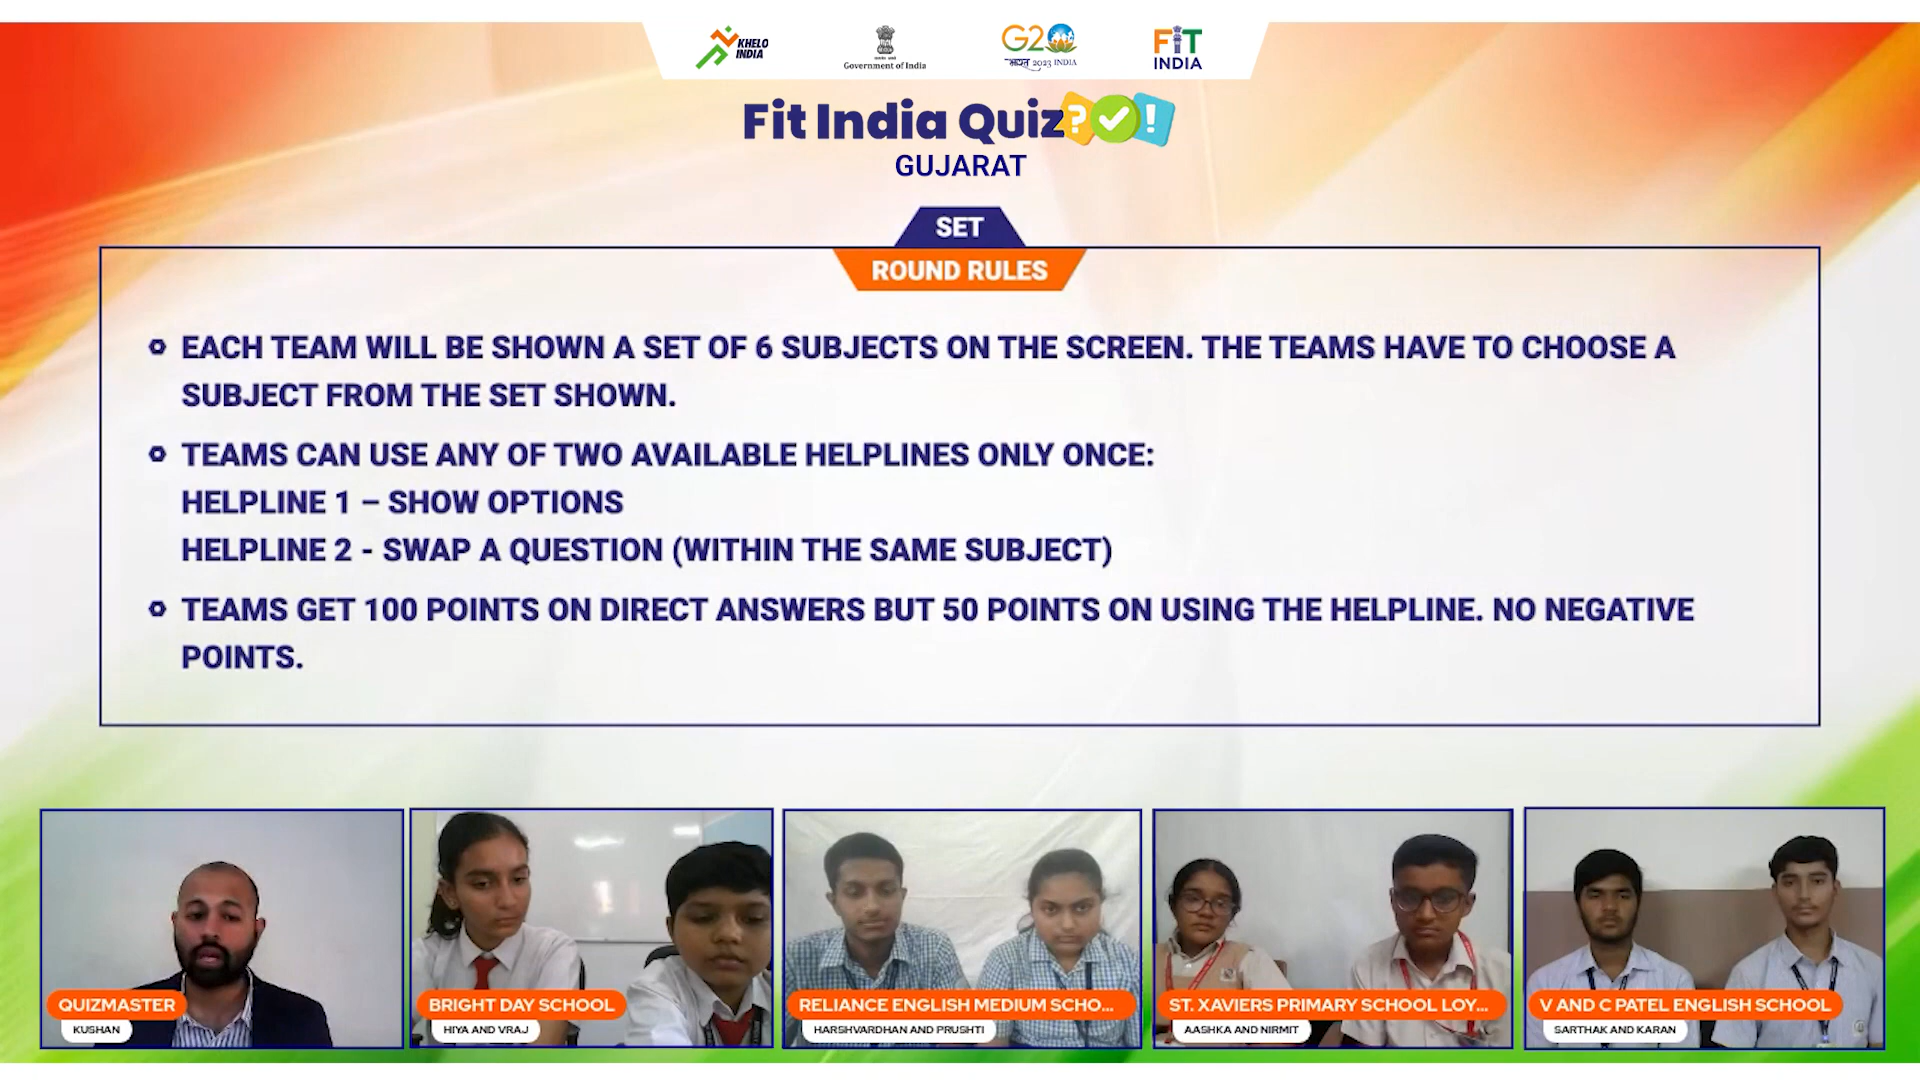 KHELO
INDIA
Government of India
G20
भारत 2023 INDIA
FIT
INDIA
Fit India Quiz?!
GUJARAT
SET
ROUND RULES
EACH TEAM WILL BE SHOWN A SET OF 6 SUBJECTS ON THE SCREEN. THE TEAMS HAVE TO CHOOSE A
SUBJECT FROM THE SET SHOWN.
TEAMS CAN USE ANY OF TWO AVAILABLE HELPLINES ONLY ONCE:
HELPLINE 1 – SHOW OPTIONS
HELPLINE 2 - SWAP A QUESTION (WITHIN THE SAME SUBJECT)
TEAMS GET 100 POINTS ON DIRECT ANSWERS BUT 50 POINTS ON USING THE HELPLINE. NO NEGATIVE
POINTS.
QUIZMASTER
KUSHAN
BRIGHT DAY SCHOOL
HIYA AND VRAJ
RELIANCE ENGLISH MEDIUM SCHO...
HARSHVARDHAN AND PRUSHTI
ST. XAVIERS PRIMARY SCHOOL LOY...
AASHKA AND NIRMIT
V AND C PATEL ENGLISH SCHOOL
SARTHAK AND KARAN